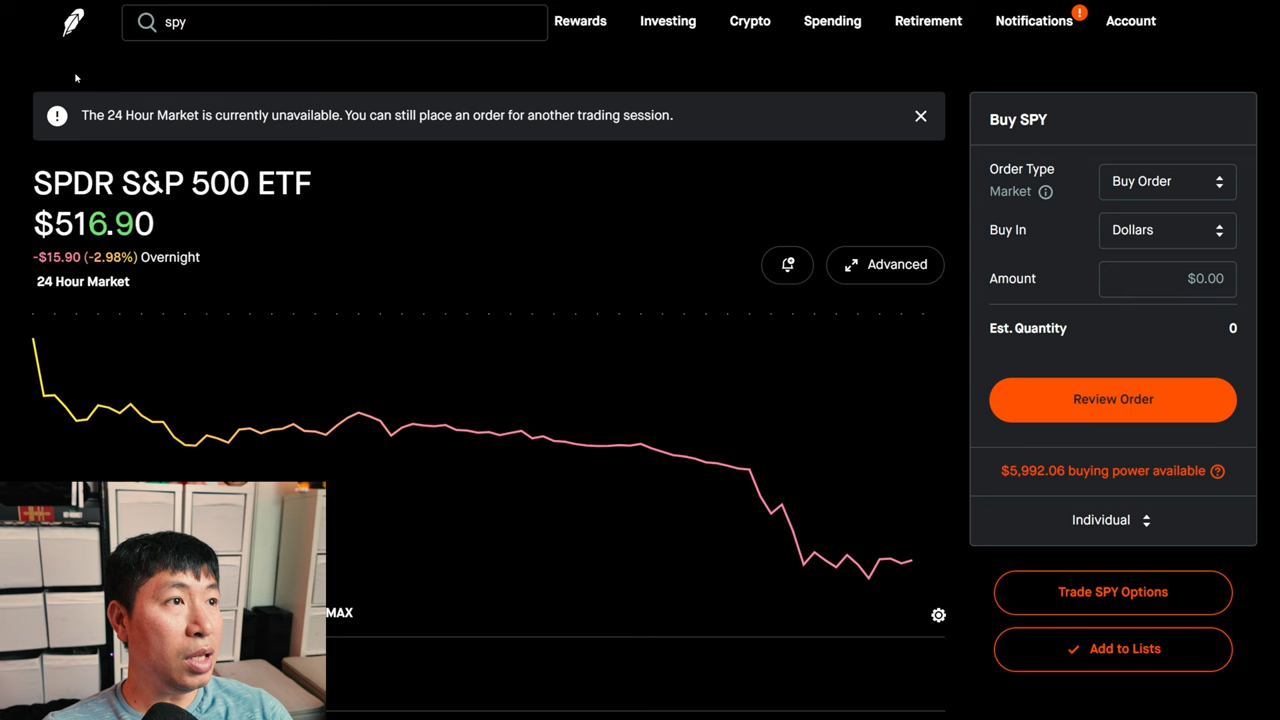 spy
Rewards
Investing
Crypto
Spending
Retirement
Notifications
!
Account
! The 24 Hour Market is currently unavailable. You can still place an order for another trading session.
SPDR S&P 500 ETF
$516.90
-$15.90 (-2.98%) Overnight
24 Hour Market
Advanced
MAX
Buy SPY
Order Type
Market
Buy Order
Buy In
Dollars
Amount
$0.00
Est. Quantity
0
Review Order
$5,992.06 buying power available
Individual
Trade SPY Options
Add to Lists